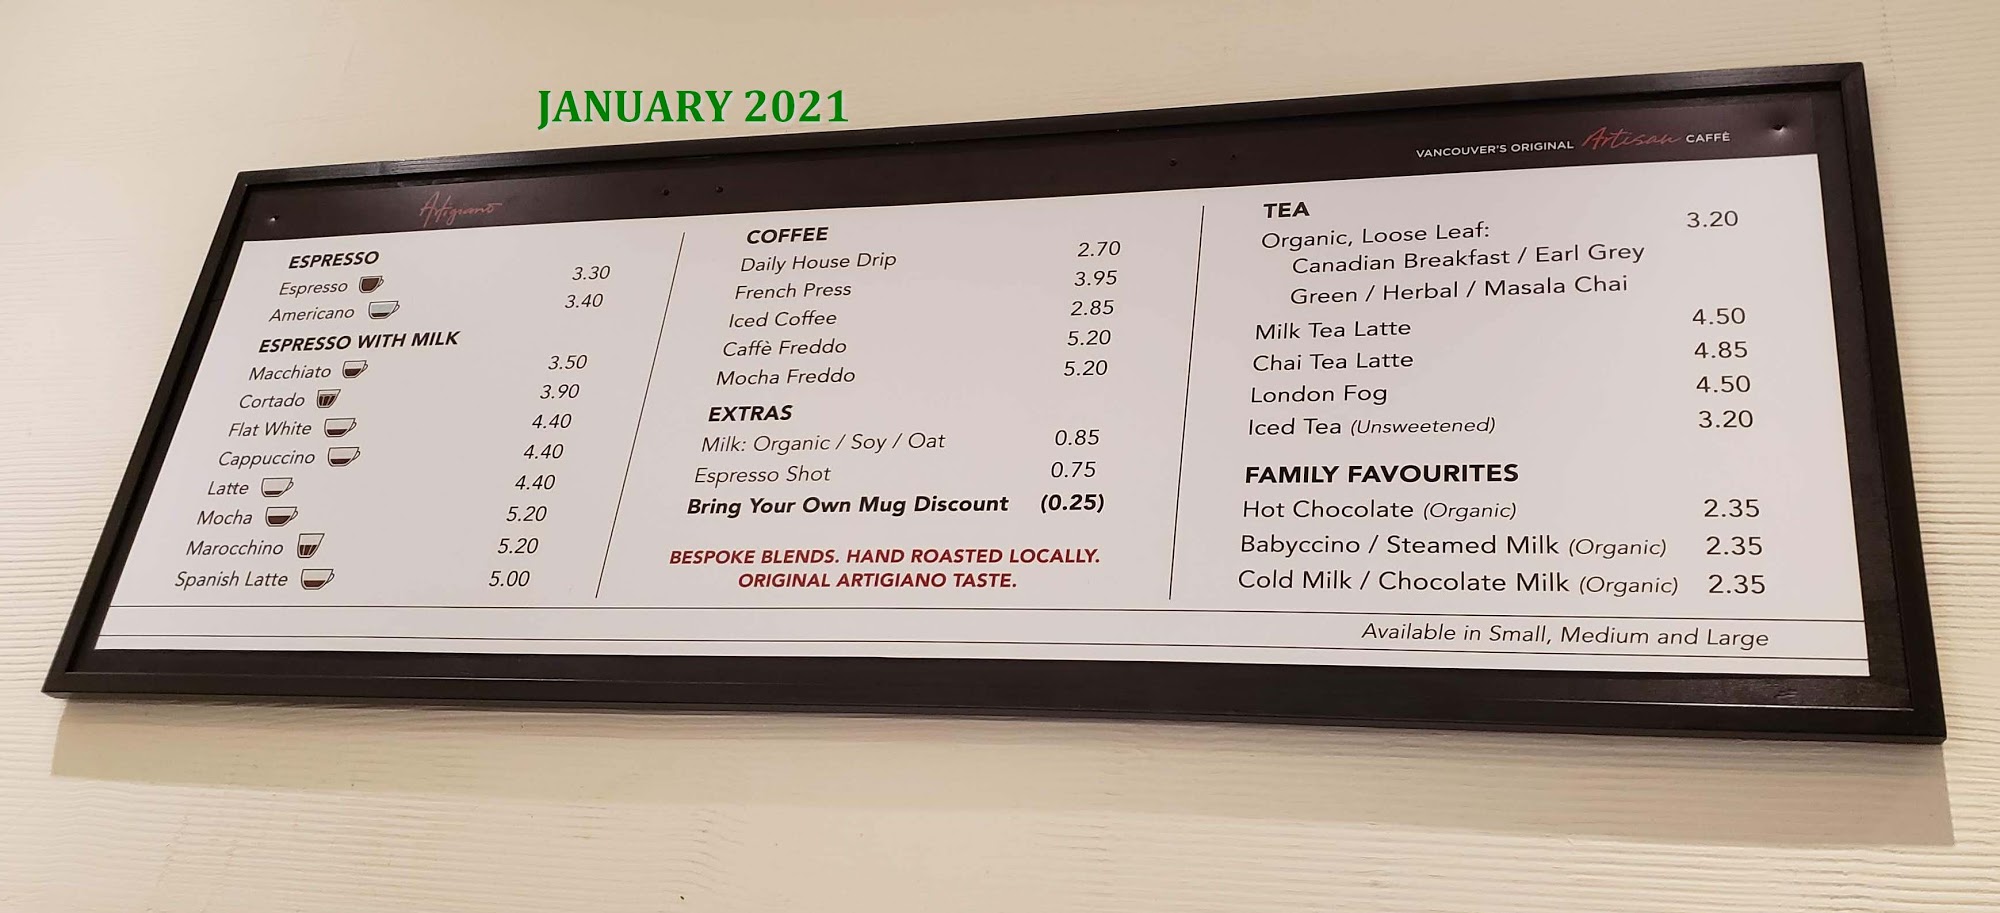 JANUARY 2021
Artigiano
VANCOUVER'S ORIGINAL Artisan CAFFÈ
ESPRESSO
Espresso 3.30
Americano 3.40
ESPRESSO WITH MILK
Macchiato 3.50
Cortado 3.90
Flat White 4.40
Cappuccino 4.40
Latte 4.40
Mocha 5.20
Marocchino 5.20
Spanish Latte 5.00
COFFEE
Daily House Drip 2.70
French Press 3.95
Iced Coffee 2.85
Caffè Freddo 5.20
Mocha Freddo 5.20
EXTRAS
Milk: Organic / Soy / Oat 0.85
Espresso Shot 0.75
Bring Your Own Mug Discount (0.25)
BESPOKE BLENDS. HAND ROASTED LOCALLY.
ORIGINAL ARTIGIANO TASTE.
TEA
Organic, Loose Leaf: 3.20
Canadian Breakfast / Earl Grey
Green / Herbal / Masala Chai
Milk Tea Latte 4.50
Chai Tea Latte 4.85
London Fog 4.50
Iced Tea (Unsweetened) 3.20
FAMILY FAVOURITES
Hot Chocolate (Organic) 2.35
Babyccino / Steamed Milk (Organic) 2.35
Cold Milk / Chocolate Milk (Organic) 2.35
Available in Small, Medium and Large